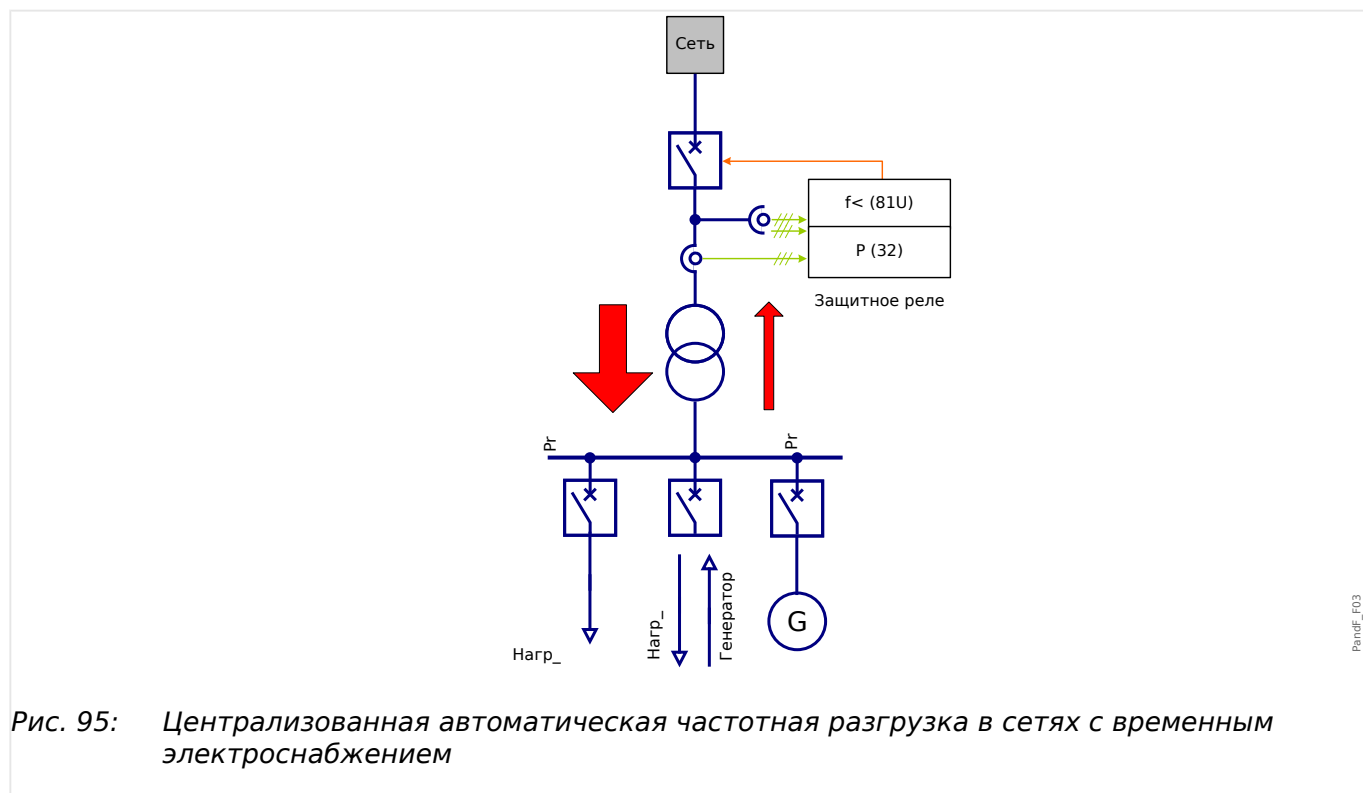 Сеть
f< (81U)
P (32)
Защитное реле
Pr
Pr
Нагр_
Нагр_
Генератор
G
PandF_F03
Рис. 95: Централизованная автоматическая частотная разгрузка в сетях с временным
электроснабжением